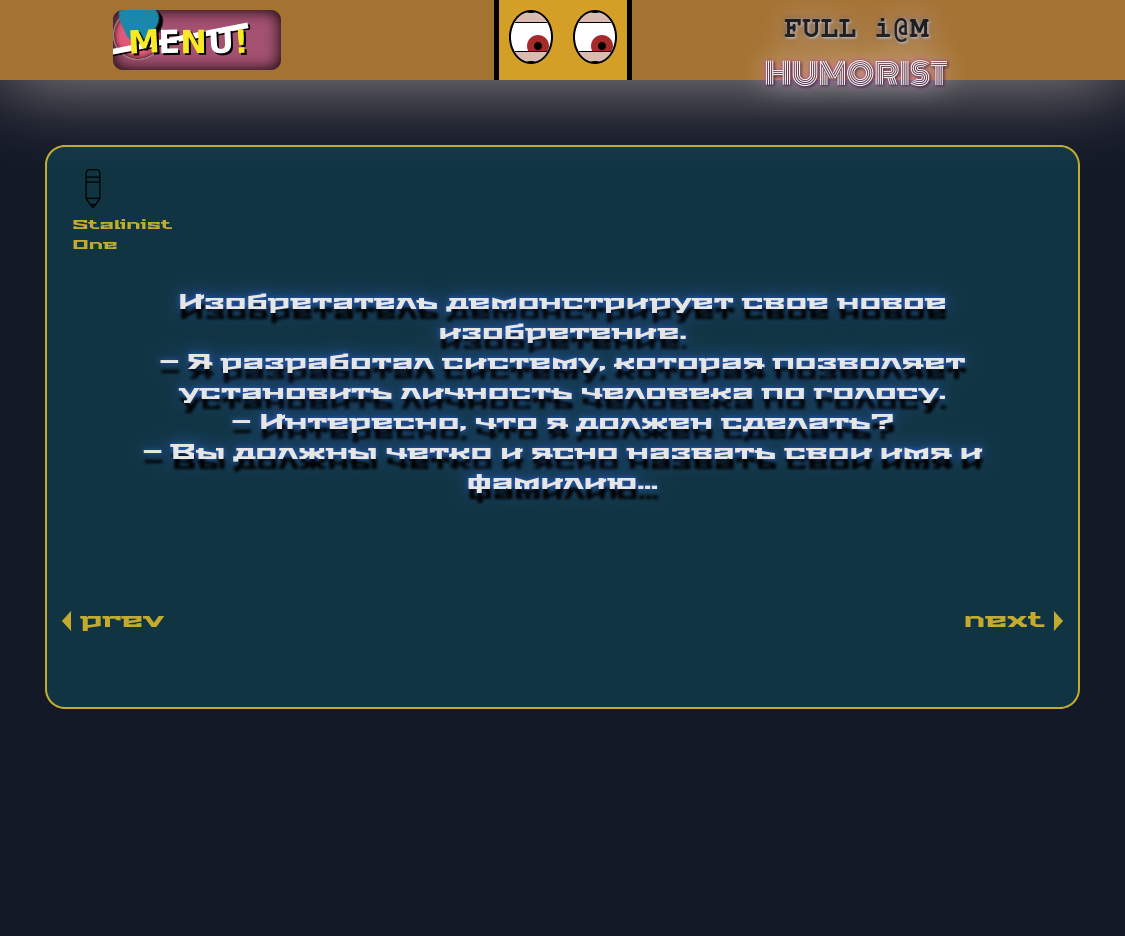 MENU!
FULL i@M
HUMORIST
Stalinist
One
Изобретатель демонстрирует свое новое
изобретение.
— Я разработал систему, которая позволяет
установить личность человека по голосу.
— Интересно, что я должен сделать?
— Вы должны четко и ясно назвать свои имя и
фамилию...
prev
next